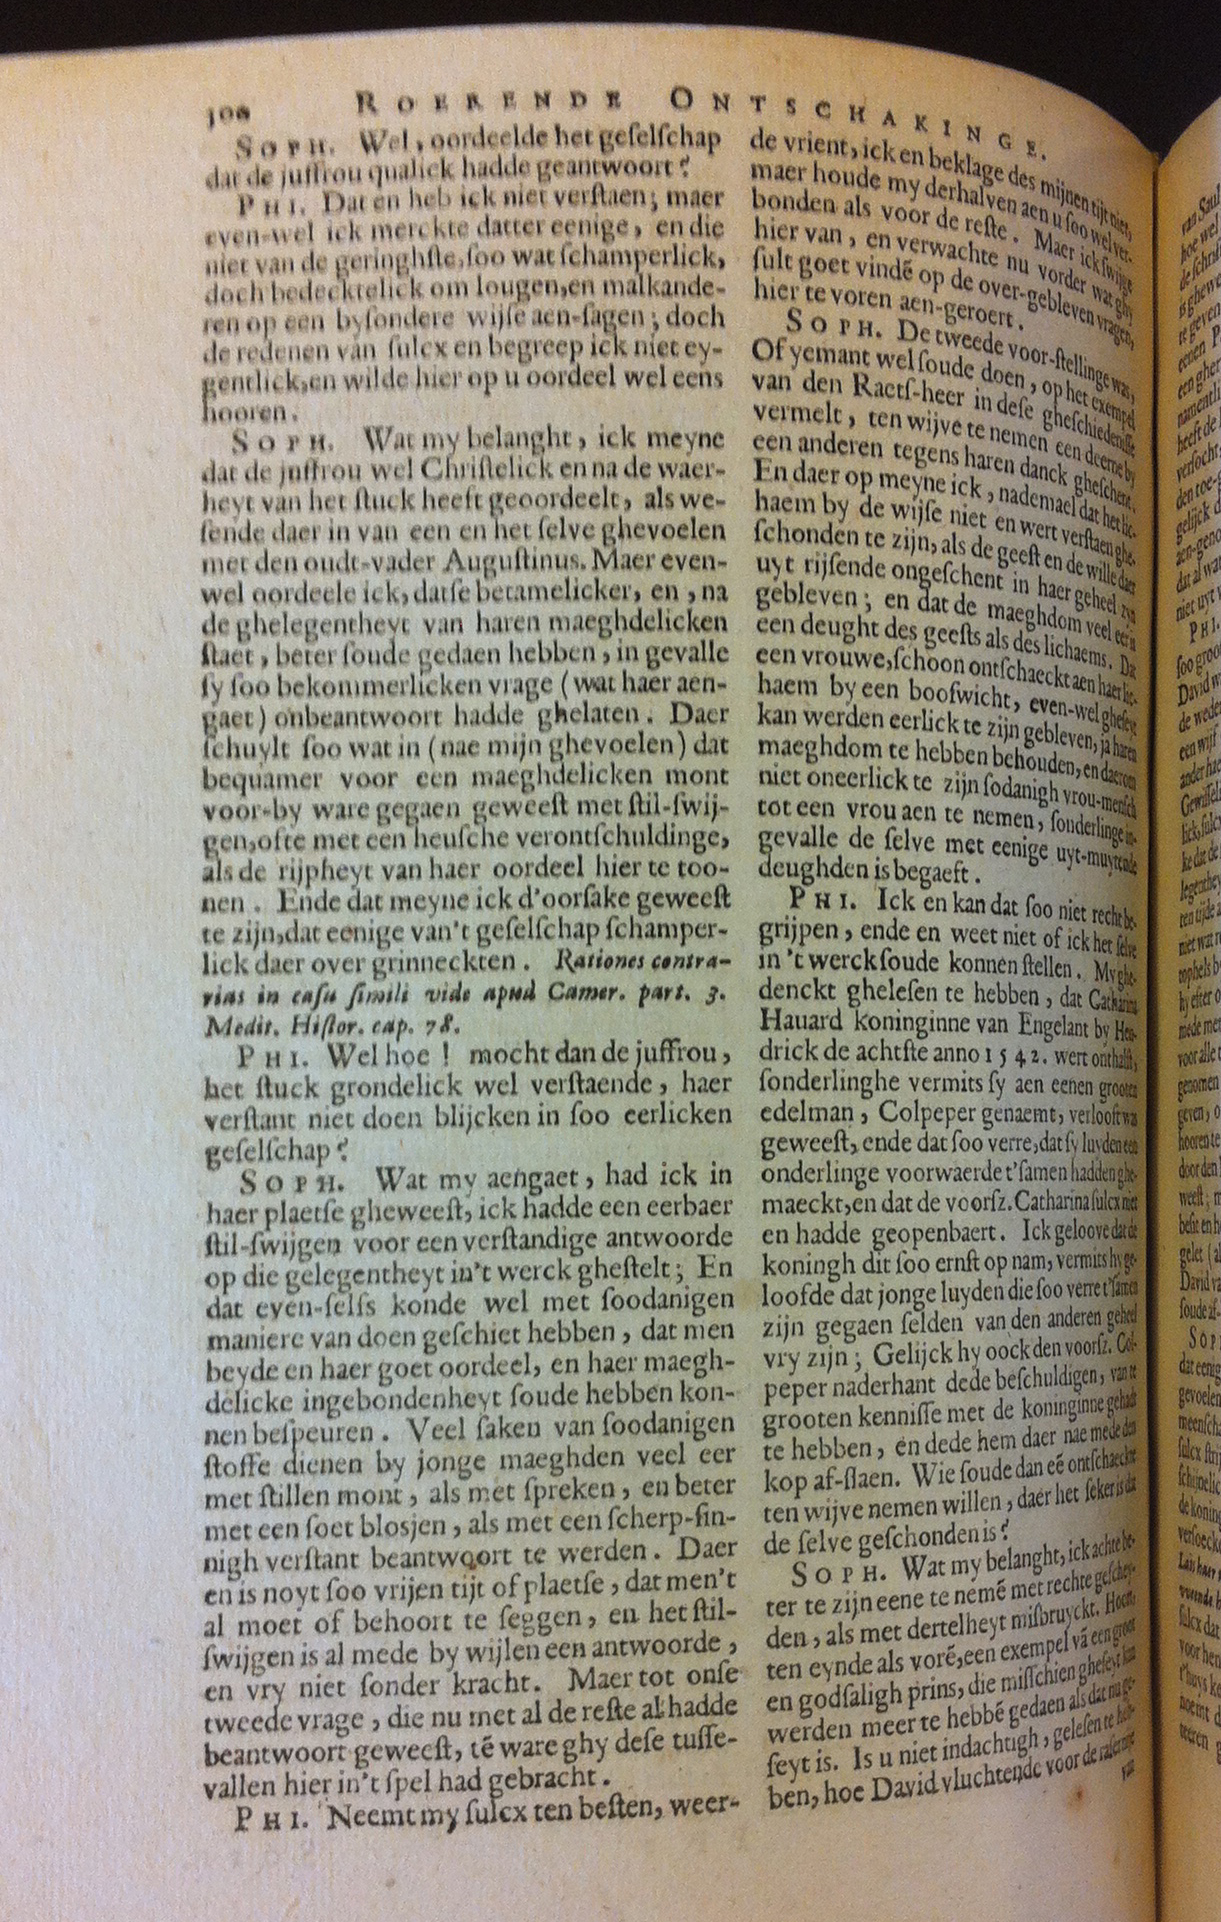 100 ROERENDE ONTSCHAKINGE.
SOPH. Wel, oordeelde het geſelſchap
dat de juffrou qualick hadde geantwoort?
PHI. Dat en heb ick niet verſtaen; maer
even-wel ick merckte datter eenige, en die
niet van de geringhſte, ſoo wat ſchamperlick,
doch bedecktelick om lougen, en malkande-
ren op een byſondere wijſe aen-ſagen; doch
de redenen van ſulcx en begreep ick niet ey-
gentlick, en wilde hier op u oordeel wel eens
hooren.
SOPH. Wat my belanght, ick meyne
dat de juffrou wel Chriſtelick en na de waer-
heyt van het ſtuck heeft geoordeelt, als we-
ſende daer in van een en het ſelve ghevoelen
met den oudt-vader Auguſtinus. Maer even-
wel oordeele ick, datſe betamelicker, en, na
de ghelegentheyt van haren maeghdelicken
ſtaet, beter ſoude gedaen hebben, in gevalle
ſy ſoo bekommerlicken vrage (wat haer aen-
gaet) onbeantwoort hadde ghelaten. Daer
ſchuylt ſoo wat in (nae mijn ghevoelen) dat
bequamer voor een maeghdelicken mont
voor-by ware gegaen geweeſt met ſtil-ſwij-
gen, ofte met een heuſche verontſchuldinge,
als de rijpheyt van haer oordeel hier te too-
nen. Ende dat meyne ick d'oorſake geweeſt
te zijn, dat eenige van't geſelſchap ſchamper-
lick daer over grinneckten. Rationes contra-
rias in caſu ſimili vide apud Camer. part. 3.
Medit. Hiſtor. cap. 78.
PHI. Wel hoe! mocht dan de juffrou,
het ſtuck grondelick wel verſtaende, haer
verſtant niet doen blijcken in ſoo eerlicken
geſelſchap?
SOPH. Wat my aengaet, had ick in
haer plaetſe gheweeſt, ick hadde een eerbaer
ſtil-ſwijgen voor een verſtandige antwoorde
op die gelegentheyt in't werck gheſtelt; En
dat even-ſelfs konde wel met ſoodanigen
maniere van doen geſchiet hebben, dat men
beyde en haer goet oordeel, en haer maegh-
delicke ingebondenheyt ſoude hebben kon-
nen beſpeuren. Veel ſaken van ſoodanigen
ſtoffe dienen by jonge maeghden veel eer
met ſtillen mont, als met ſpreken, en beter
met een ſoet blosjen, als met een ſcherp-ſin-
nigh verſtant beantwoort te werden. Daer
en is noyt ſoo vrijen tijt of plaetſe, dat men't
al moet of behoort te ſeggen, en het ſtil-
ſwijgen is al mede by wijlen een antwoorde,
en vry niet ſonder kracht. Maer tot onſe
tweede vrage, die nu met al de reſte al hadde
beantwoort geweeſt, tē ware ghy deſe tuſſe-
vallen hier in't ſpel had gebracht.
PHI. Neemt my ſulcx ten beſten, weer-
de vrient, ick en beklage des mijnen tijt niet,
maer houde my derhalven aen u ſoo wel ver-
bonden als voor de reſte. Maer ick ſwijge
hier van, en verwachte nu vorder wat ghy
ſult goet vindē op de over-gebleven vragen,
hier te voren aen-geroert.
SOPH. De tweede voor-ſtellinge was,
Of yemant wel ſoude doen, op het exempel
van den Raetſ-heer in deſe gheſchiedeniſſe
vermelt, ten wijve te nemen een deerne by
een anderen tegens haren danck gheſchent.
En daer op meyne ick, nademael dat het lic-
haem by de wijſe niet en wert verſtaen ghe-
ſchonden te zijn, als de geeſt en de wille daer
uyt rijſende ongeſchent in haer geheel zijn
gebleven; en dat de maeghdom veel eer is
een deught des geeſts als des lichaems. Dat
een vrouwe, ſchoon ontſchaeckt aen haer lic-
haem by een booſwicht, even-wel gheſeyt
kan werden eerlick te zijn gebleven, ja haren
maeghdom te hebben behouden, en daerom
niet oneerlick te zijn ſodanigh vrou-menſch
tot een vrou aen te nemen, ſonderlinge in-
gevalle de ſelve met eenige uyt-muytende
deughden is begaeft.
PHI. Ick en kan dat ſoo niet recht be-
grijpen, ende en weet niet of ick het ſelve
in 't werck ſoude konnen ſtellen. My ghe-
denckt gheleſen te hebben, dat Catharina
Hauard koninginne van Engelant by Hen-
drick de achtſte anno 1542. wert onthalſt,
ſonderlinghe vermits ſy aen eenen grooten
edelman, Colpeper genaemt, verlooft was
geweeſt, ende dat ſoo verre, dat ſy luyden een
onderlinge voorwaerde t'ſamen hadden ghe-
maeckt, en dat de voorſz. Catharina ſulcx niet
en hadde geopenbaert. Ick geloove dat de
koningh dit ſoo ernſt op nam, vermits hy ge-
loofde dat jonge luyden die ſoo verre t'ſamen
zijn gegaen ſelden van den anderen geheel
vry zijn; Gelijck hy oock den voorſz. Col-
peper naderhant dede beſchuldigen, van te
grooten kenniſſe met de koninginne gehadt
te hebben, en dede hem daer nae mede den
kop af-ſlaen. Wie ſoude dan eē ontſchaeckte
ten wijve nemen willen, daer het ſeker is dat
de ſelve geſchonden is?
SOPH. Wat my belanght, ick achte be-
ter te zijn eene te nemē met rechte geſchey-
den, als met dertelheyt miſbruyckt. Hoort
ten eynde als vorē, een exempel vā een groot
en godſaligh prins, die miſſchien gheſeyt kan
werden meer te hebbē gedaen als dat nu ge-
ſeyt is. Is u niet indachtigh, geleſen te heb-
ben, hoe David vluchtende voor de raſernye
van